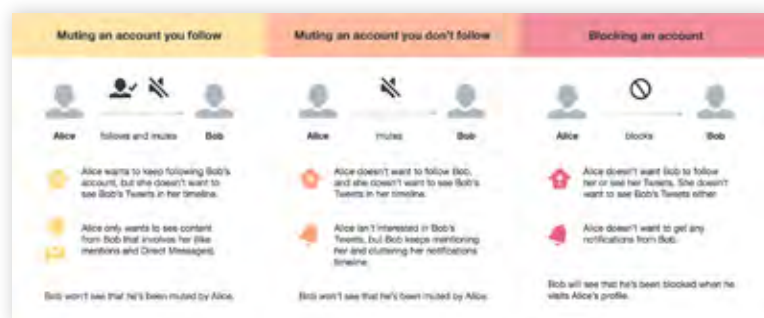 Muting an account you follow
Alice follows and mutes Bob
Alice wants to keep following Bob's
account, but she doesn't want to
see Bob's Tweets in her timeline.
Alice only wants to see content
from Bob that involves her (like
mentions and Direct Messages).
Bob won't see that he's been muted by Alice.
Muting an account you don't follow
Alice mutes Bob
Alice doesn't want to follow Bob,
and she doesn't want to see Bob's
Tweets in her timeline.
Alice isn't interested in Bob's
Tweets, but Bob keeps mentioning
her and cluttering her notifications
timeline.
Bob won't see that he's been muted by Alice.
Blocking an account
Alice blocks Bob
Alice doesn't want Bob to follow
her or see her Tweets. She doesn't
want to see Bob's Tweets either.
Alice doesn't want to get any
notifications from Bob.
Bob will see that he's been blocked when he
visits Alice's profile.